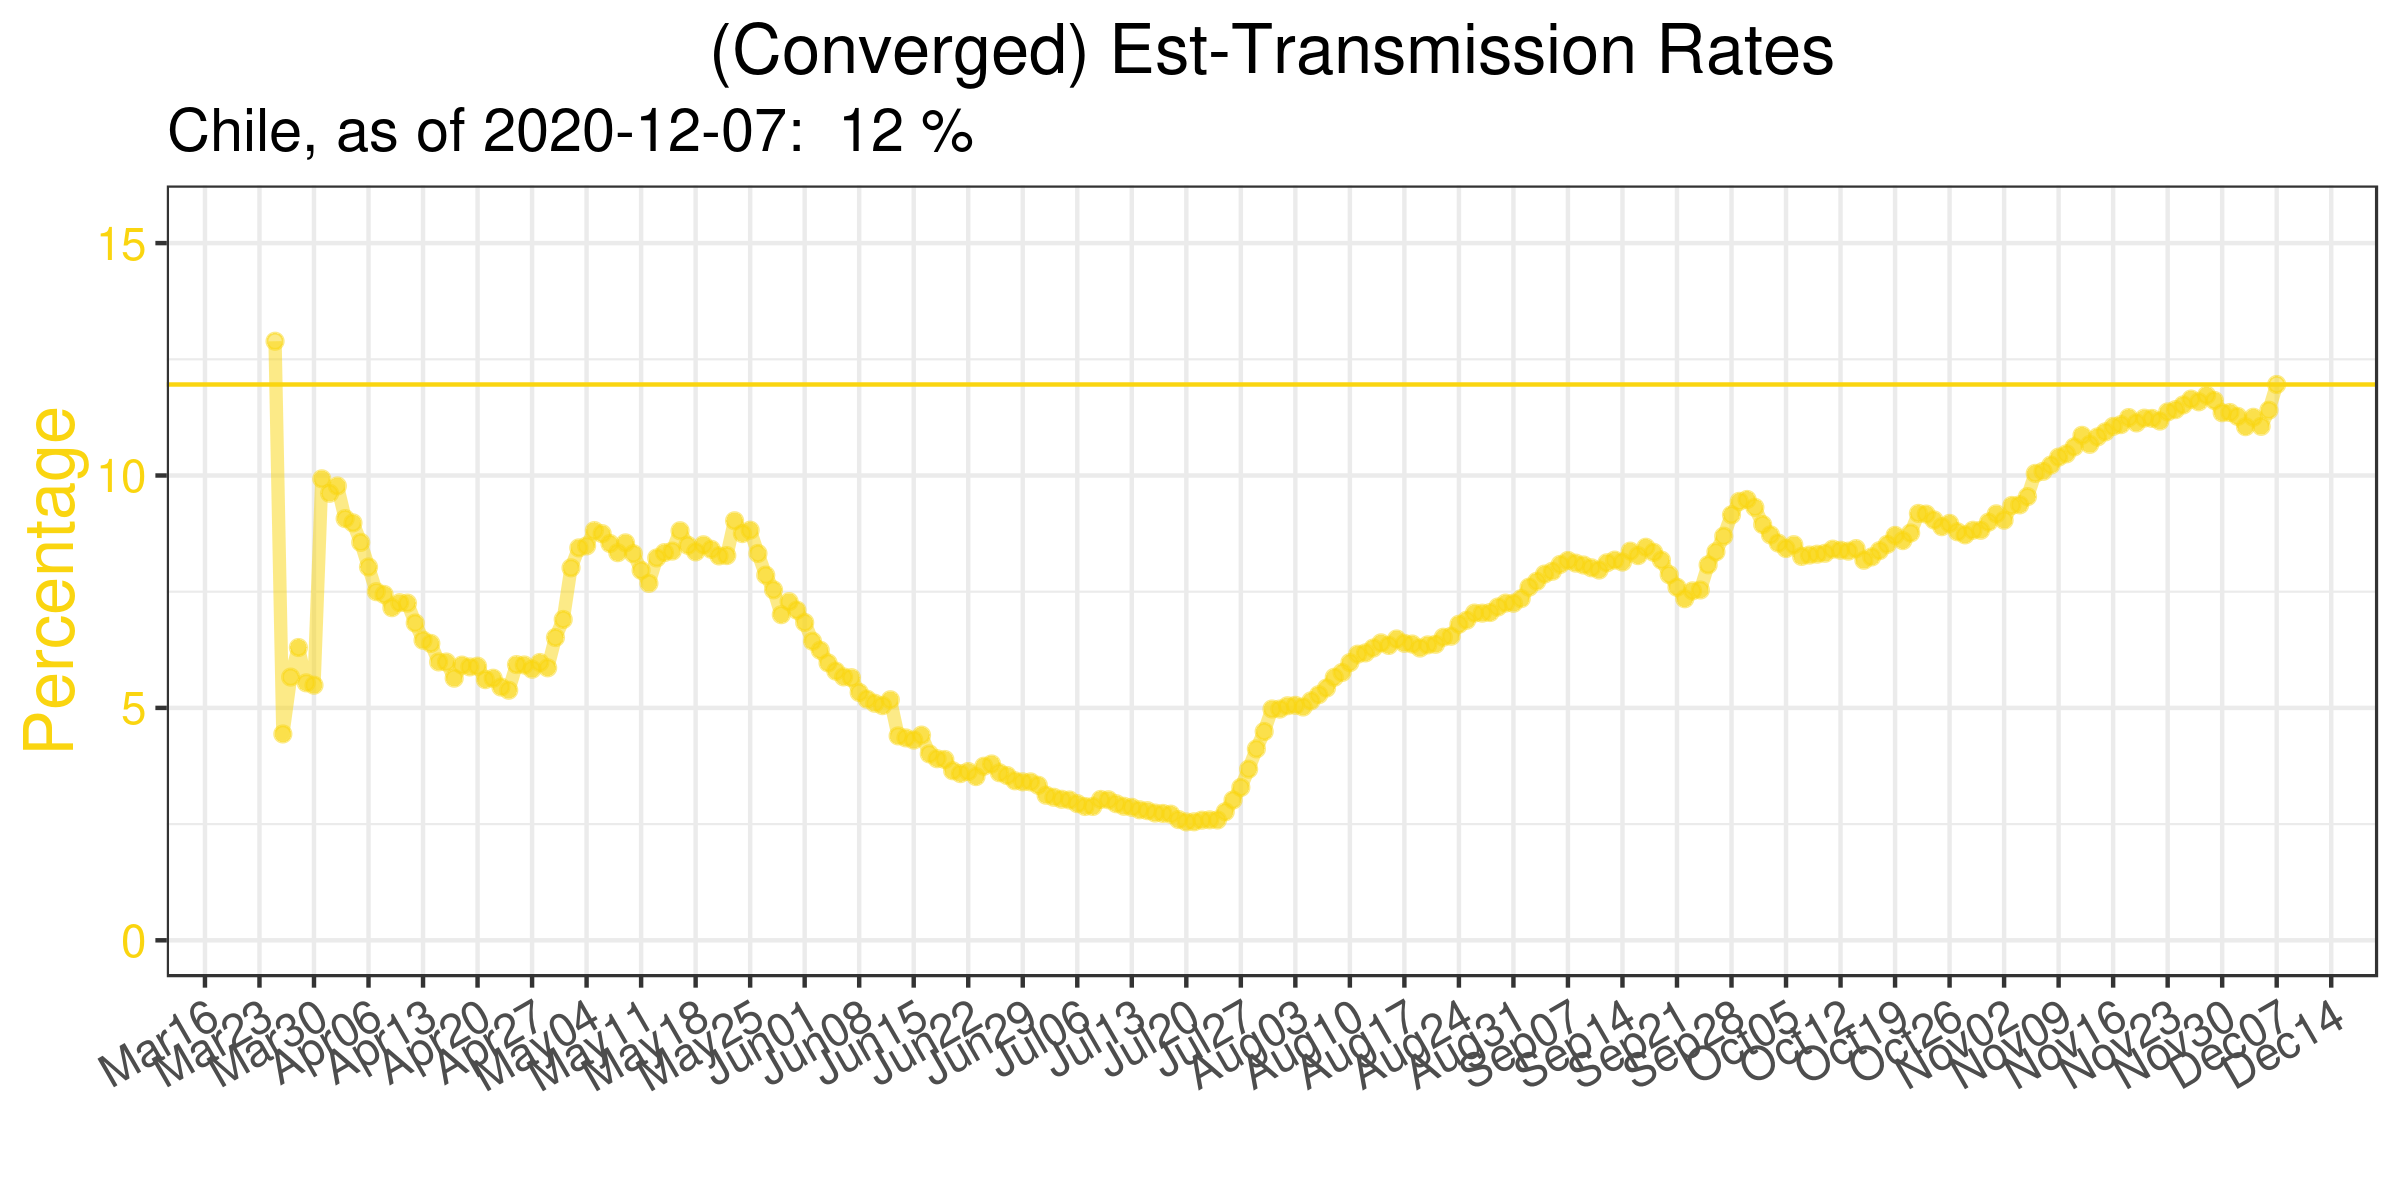 (Converged) Est-Transmission Rates
Chile, as of 2020-12-07:  12 %
Percentage
15
10
5
0
Mar16
Mar23
Mar30
Apr06
Apr13
Apr20
Apr27
May04
May11
May18
May25
Jun01
Jun08
Jun15
Jun22
Jun29
Jul06
Jul13
Jul20
Jul27
Aug03
Aug10
Aug17
Aug24
Aug31
Sep07
Sep14
Sep21
Sep28
Oct05
Oct12
Oct19
Oct26
Nov02
Nov09
Nov16
Nov23
Nov30
Dec07
Dec14